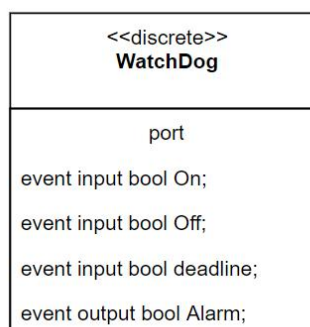 <<discrete>>
WatchDog
port
event input bool On;
event input bool Off;
event input bool deadline;
event output bool Alarm;